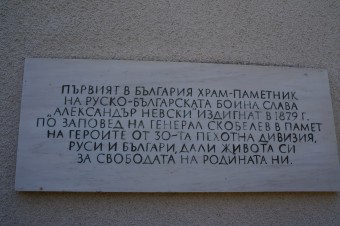 ПЪРВИЯТ В БЪЛГАРИЯ ХРАМ-ПАМЕТНИК
НА РУСКО-БЪЛГАРСКАТА БОЙНА СЛАВА
„АЛЕКСАНДЪР НЕВСКИ" ИЗДИГНАТ В 1879 Г.
ПО ЗАПОВЕД НА ГЕНЕРАЛ СКОБЕЛЕВ В ПАМЕТ
НА ГЕРОИТЕ ОТ 30-ТА ПЕХОТНА ДИВИЗИЯ,
РУСИ И БЪЛГАРИ, ДАЛИ ЖИВОТА СИ
ЗА СВОБОДАТА НА РОДИНАТА НИ.